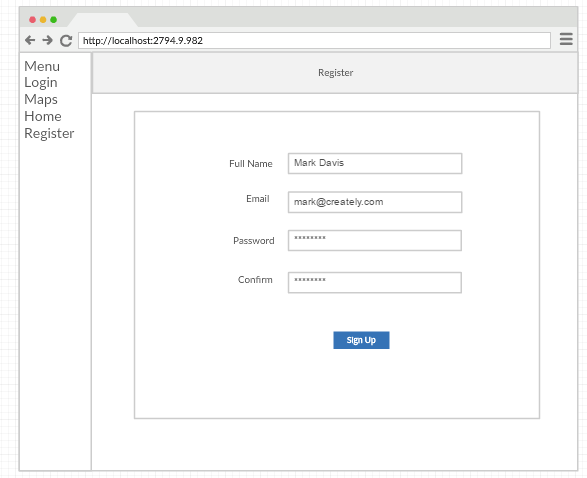 http://localhost:2794.9.982
Menu
Login
Maps
Home
Register
Register
Full Name
Mark Davis
Email
mark@creately.com
Password
********
Confirm
********
Sign Up